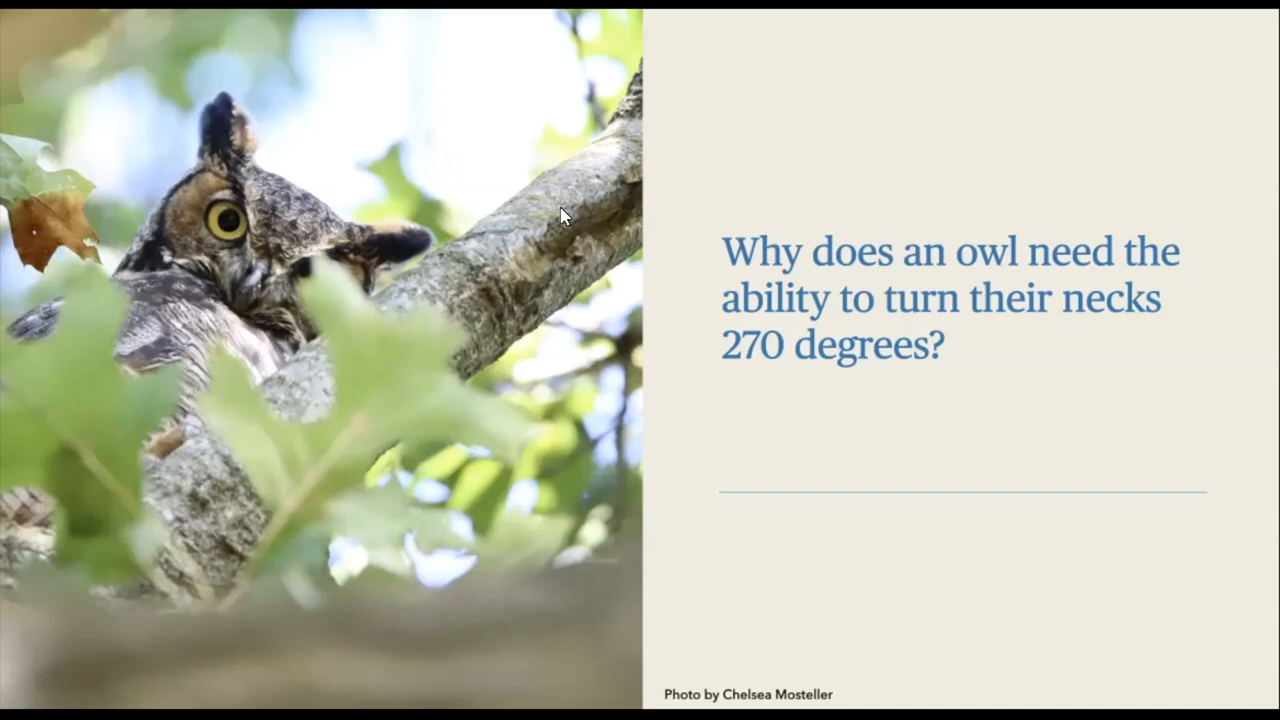 Why does an owl need the
ability to turn their necks
270 degrees?
Photo by Chelsea Mosteller